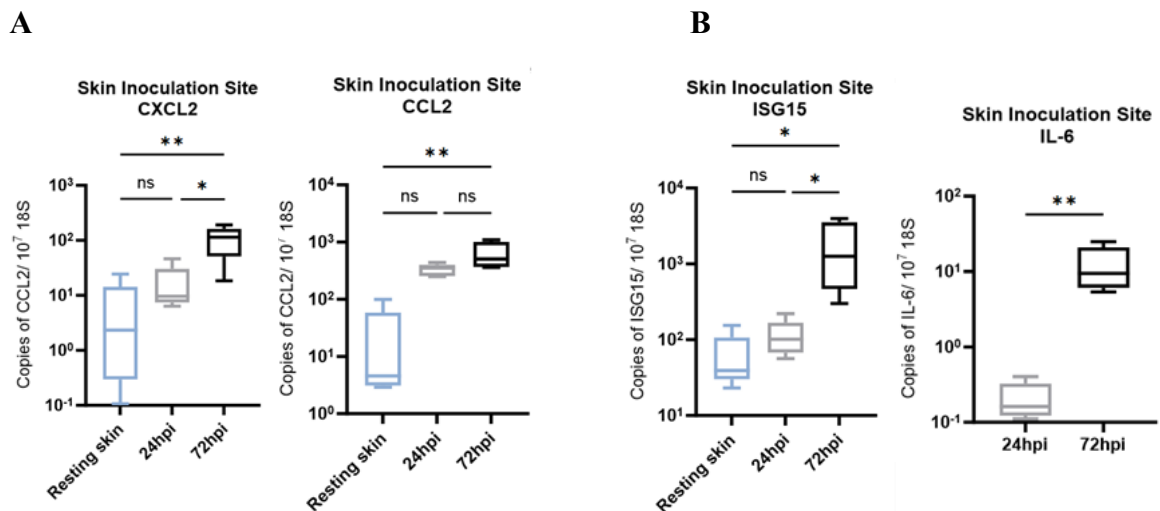 A
B
Skin Inoculation Site
CXCL2
**
ns
*
Copies of CCL2/ 10⁷ 18S
10³
10²
10¹
10⁰
10⁻¹
Resting skin
24hpi
72hpi
Skin Inoculation Site
CCL2
**
ns
ns
Copies of CCL2/ 10⁷ 18S
10⁴
10³
10²
10¹
10⁰
Resting skin
24hpi
72hpi
Skin Inoculation Site
ISG15
*
ns
*
Copies of ISG15/ 10⁷ 18S
10⁴
10³
10²
10¹
Resting skin
24hpi
72hpi
Skin Inoculation Site
IL-6
**
Copies of IL-6/ 10⁷ 18S
10²
10¹
10⁰
10⁻¹
24hpi
72hpi